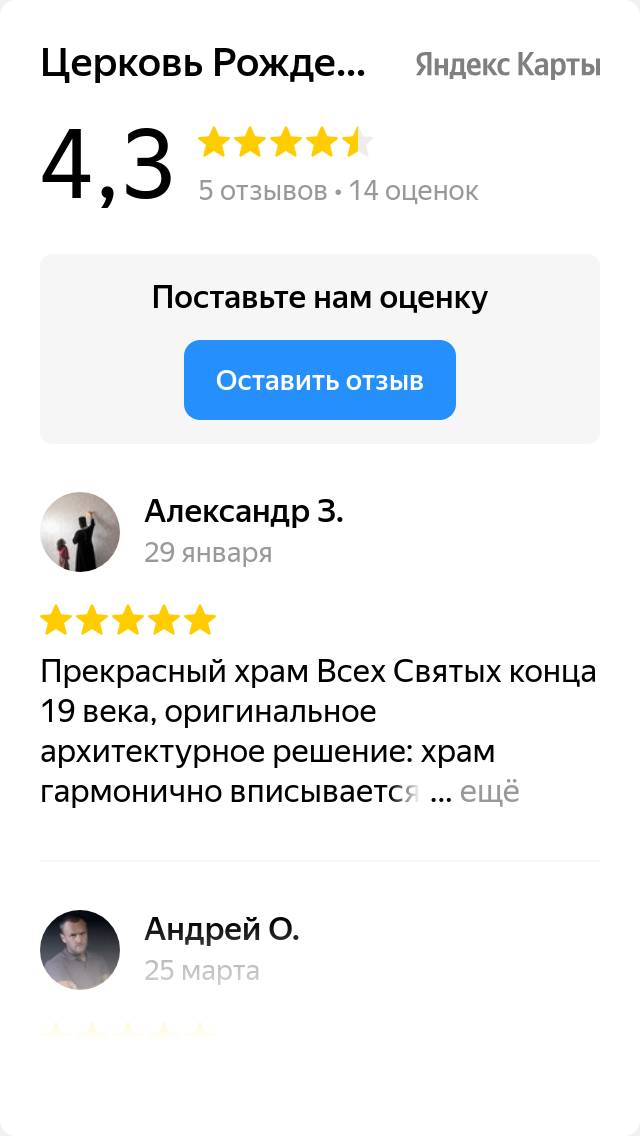 Церковь Рожде...
Яндекс Карты
4,3
5 отзывов • 14 оценок
Поставьте нам оценку
Оставить отзыв
Александр З.
29 января
Прекрасный храм Всех Святых конца
19 века, оригинальное
архитектурное решение: храм
гармонично вписывается ... ещё
Андрей О.
25 марта